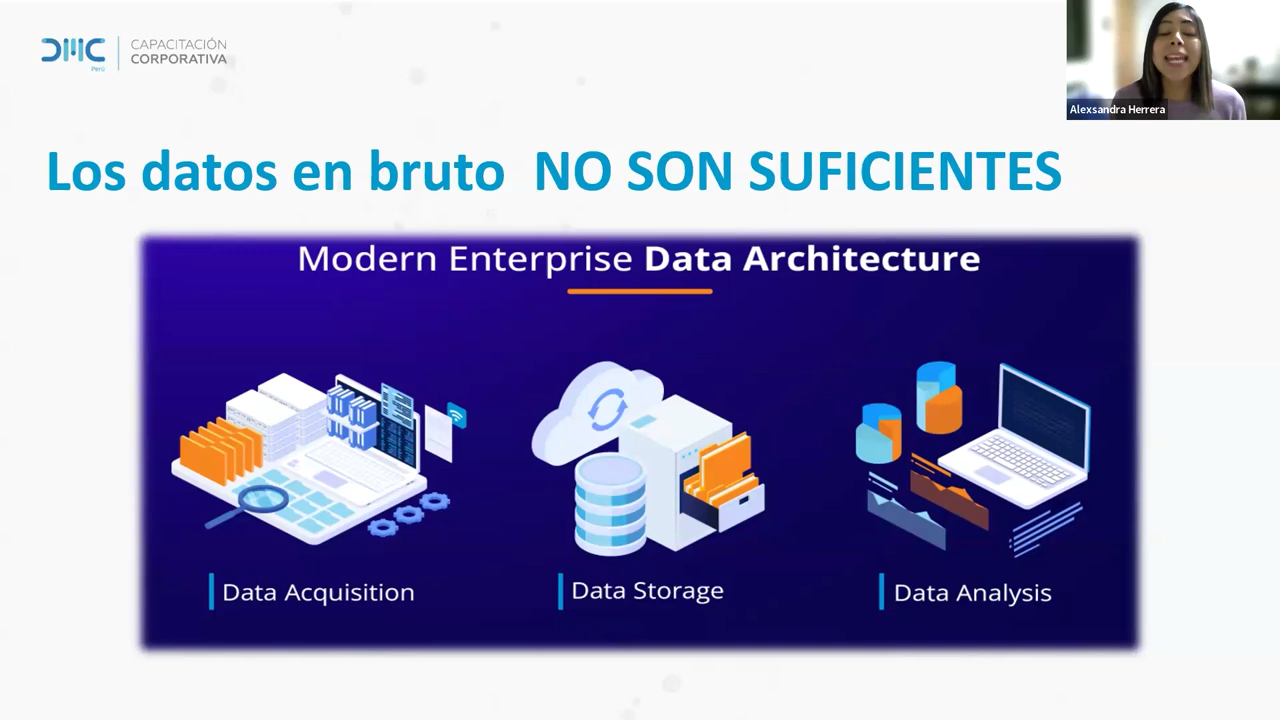 DMC
Perú
CAPACITACIÓN
CORPORATIVA
Alexsandra Herrera
Los datos en bruto NO SON SUFICIENTES
Modern Enterprise Data Architecture
Data Acquisition
Data Storage
Data Analysis